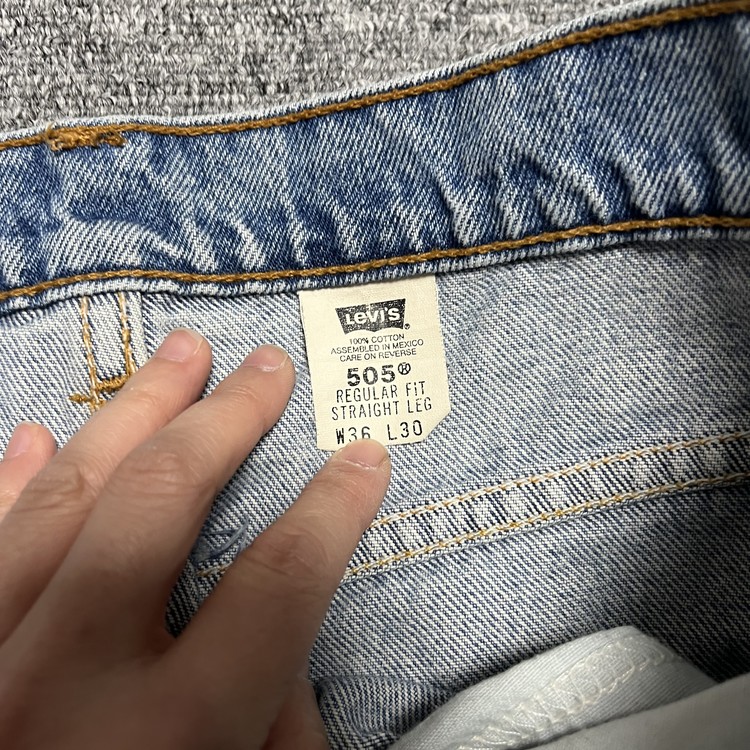 Levi's®
100% COTTON
ASSEMBLED IN MEXICO
CARE ON REVERSE
505®
REGULAR FIT
STRAIGHT LEG
W36 L30